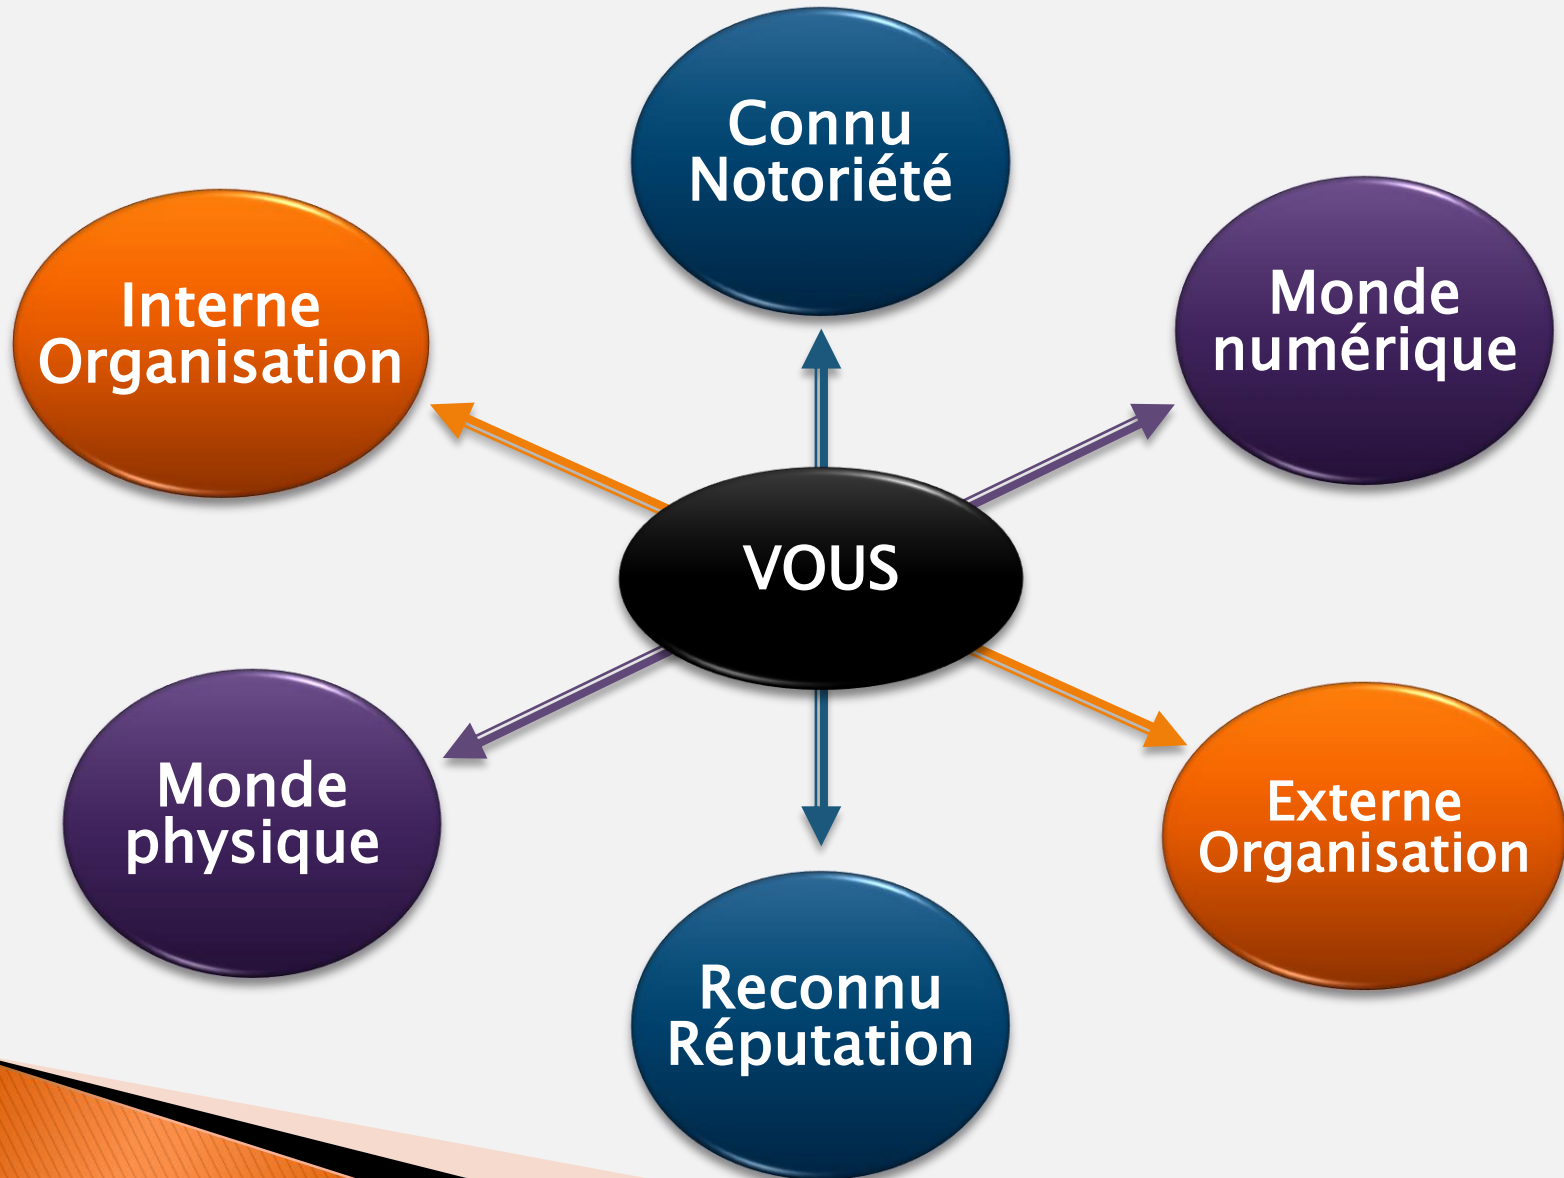 Connu
Notoriété
Interne
Organisation
Monde
numérique
VOUS
Monde
physique
Externe
Organisation
Reconnu
Réputation